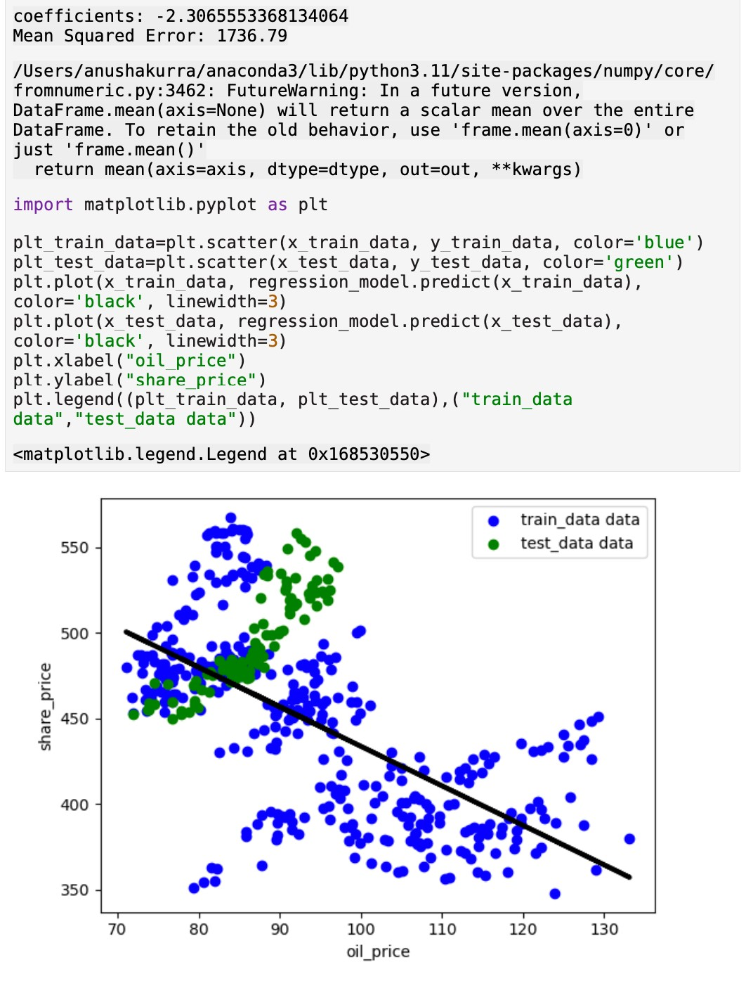 coefficients: -2.3065553368134064
Mean Squared Error: 1736.79
/Users/anushakurra/anaconda3/lib/python3.11/site-packages/numpy/core/
fromnumeric.py:3462: FutureWarning: In a future version,
DataFrame.mean(axis=None) will return a scalar mean over the entire
DataFrame. To retain the old behavior, use 'frame.mean(axis=0)' or
just 'frame.mean()'
  return mean(axis=axis, dtype=dtype, out=out, **kwargs)
import matplotlib.pyplot as plt
plt_train_data=plt.scatter(x_train_data, y_train_data, color='blue')
plt_test_data=plt.scatter(x_test_data, y_test_data, color='green')
plt.plot(x_train_data, regression_model.predict(x_train_data),
color='black', linewidth=3)
plt.plot(x_test_data, regression_model.predict(x_test_data),
color='black', linewidth=3)
plt.xlabel("oil_price")
plt.ylabel("share_price")
plt.legend((plt_train_data, plt_test_data),("train_data
data","test_data data"))
<matplotlib.legend.Legend at 0x168530550>
train_data data
test_data data
550
500
450
400
350
share_price
70 80 90 100 110 120 130
oil_price